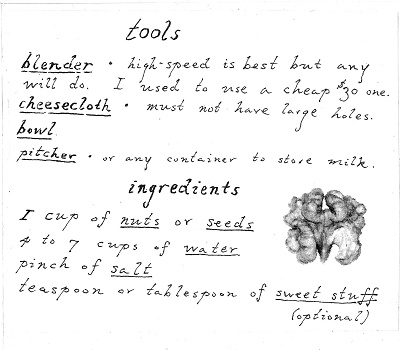 tools
blender • high-speed is best but any
will do. I used to use a cheap $30 one.
cheesecloth • must not have large holes.
bowl
pitcher • or any container to store milk.
ingredients
1 cup of nuts or seeds
4 to 7 cups of water
pinch of salt
teaspoon or tablespoon of sweet stuff
(optional)